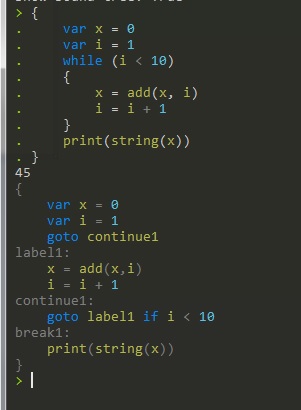 > {
.     var x = 0
.     var i = 1
.     while (i < 10)
.     {
.         x = add(x, i)
.         i = i + 1
.     }
.     print(string(x))
. }
45
{
    var x = 0
    var i = 1
    goto continue1
label1:
    x = add(x,i)
    i = i + 1
continue1:
    goto label1 if i < 10
break1:
    print(string(x))
}
>